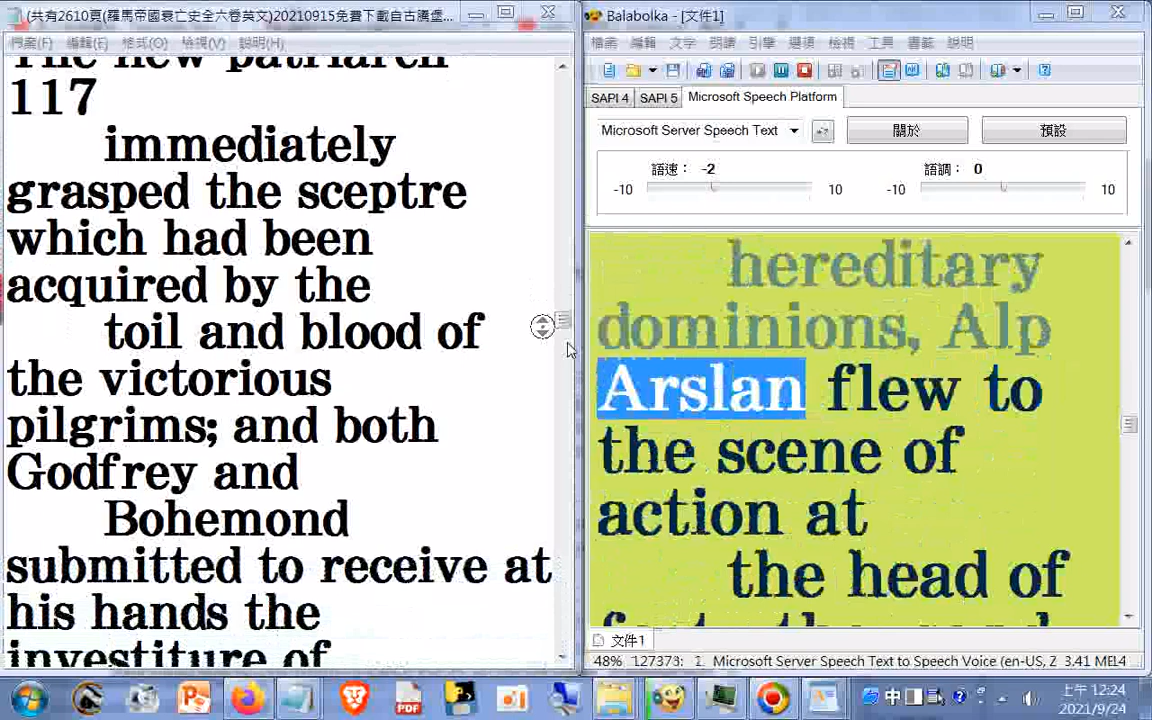 (共有2610頁(羅馬帝國衰亡史全六卷英文)20210915免費下載自古騰堡...
檔案(F) 編輯(E) 格式(O) 檢視(V) 說明(H)
The new patriarch
117
immediately
grasped the sceptre
which had been
acquired by the
toil and blood of
the victorious
pilgrims; and both
Godfrey and
Bohemond
submitted to receive at
his hands the
investiture of
Balabolka - [文件1]
檔案 編輯 文字 朗讀 引擎 選項 檢視 工具 書籤 說明
SAPI 4 SAPI 5 Microsoft Speech Platform
Microsoft Server Speech Text
關於 預設
語速： -2 語調： 0
-10 10 -10 10
hereditary
dominions, Alp
Arslan flew to
the scene of
action at
the head of
文件1
48% 127373: 1. Microsoft Server Speech Text to Speech Voice (en-US, Z 3.41 MEL4
中
上午 12:24
2021/9/24